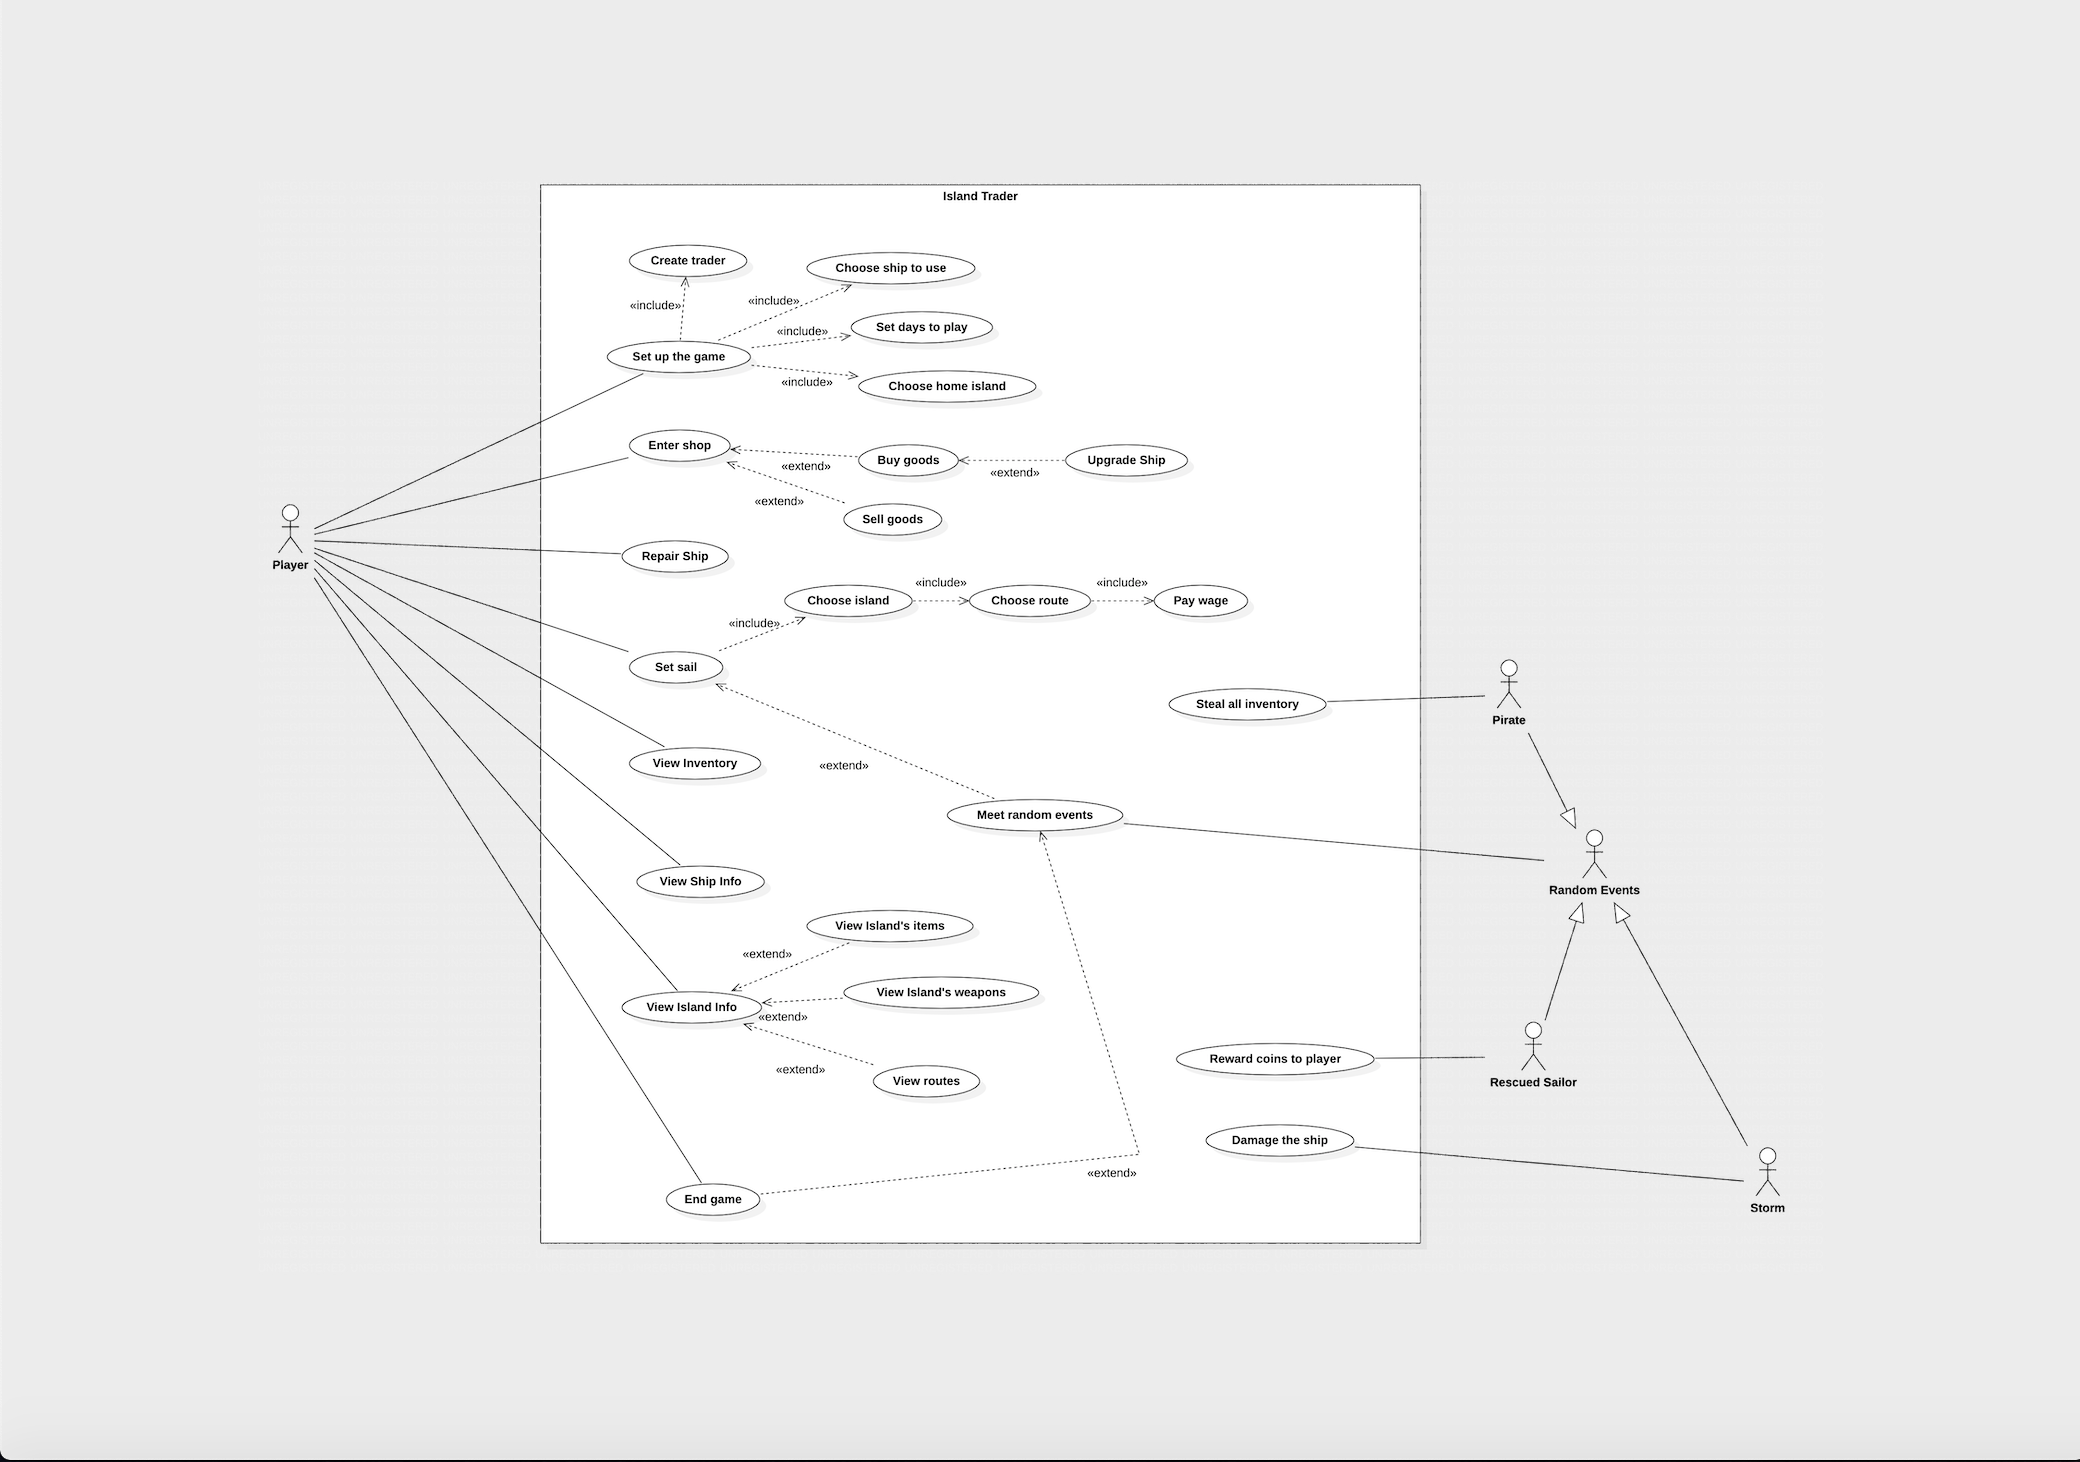 Island Trader
Create trader
Choose ship to use
«include»
«include»
Set days to play
«include»
Set up the game
«include»
Choose home island
Enter shop
«extend»
Buy goods
«extend»
Upgrade Ship
«extend»
Sell goods
Player
Repair Ship
«include»
«include»
Choose island
Choose route
Pay wage
«include»
Set sail
Steal all inventory
Pirate
View Inventory
«extend»
Meet random events
Random Events
View Ship Info
View Island's items
«extend»
View Island's weapons
View Island Info
«extend»
Reward coins to player
«extend»
View routes
Rescued Sailor
Damage the ship
«extend»
End game
Storm